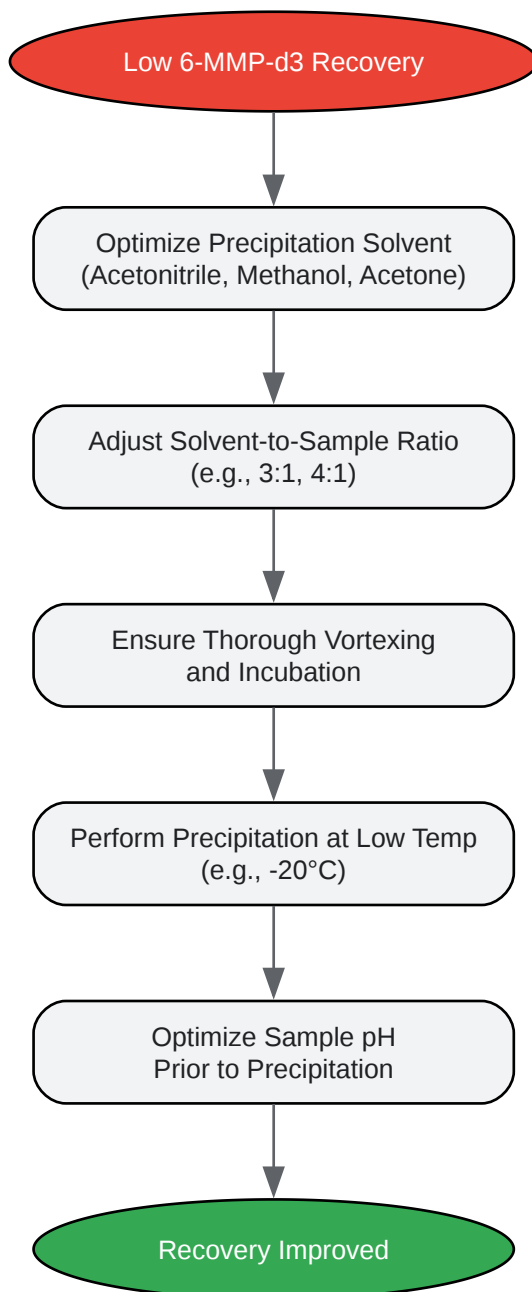 Low 6-MMP-d3 Recovery
Optimize Precipitation Solvent
(Acetonitrile, Methanol, Acetone)
Adjust Solvent-to-Sample Ratio
(e.g., 3:1, 4:1)
Ensure Thorough Vortexing
and Incubation
Perform Precipitation at Low Temp
(e.g., -20°C)
Optimize Sample pH
Prior to Precipitation
Recovery Improved